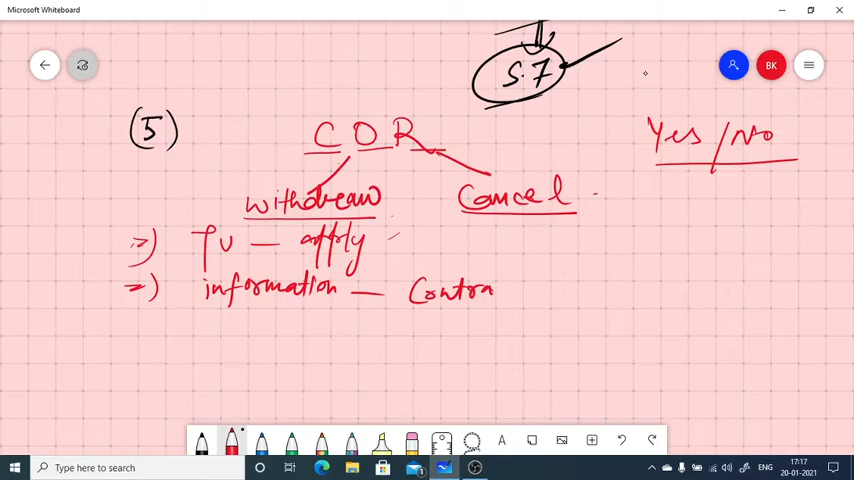 Microsoft Whiteboard
S.7
BK
(5)
C O R
Yes / No
withdraw
Cancel
=) TV — apply
=) information — Contra
A
Type here to search
1
ENG
17:17
20-01-2021